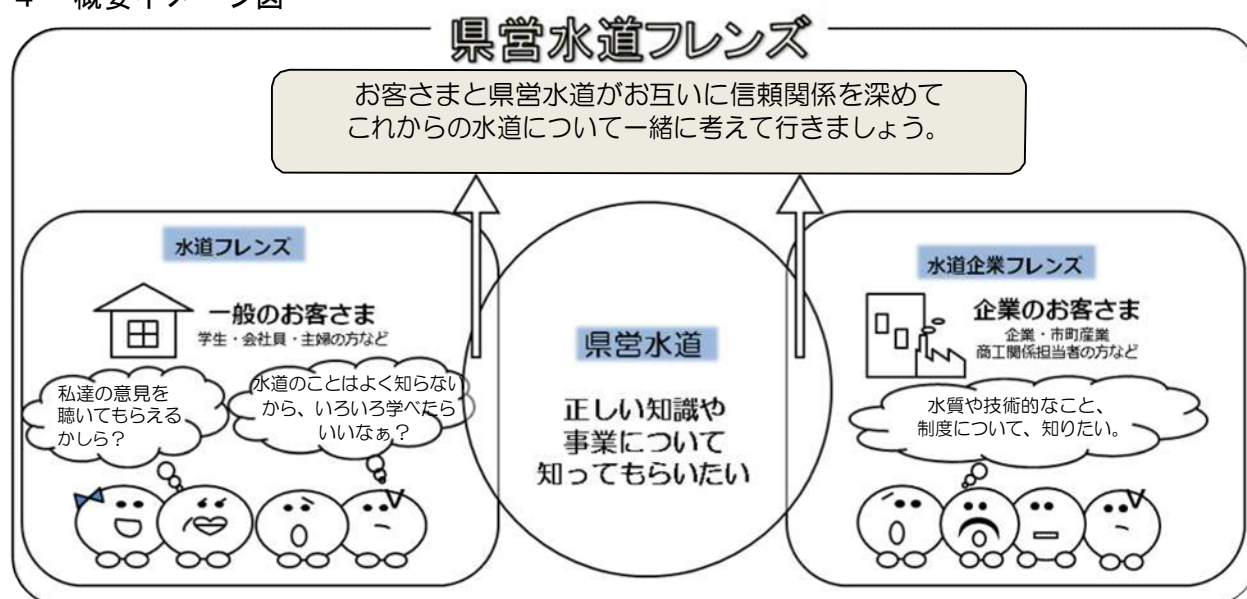 4　概要イメージ図
県営水道フレンズ
お客さまと県営水道がお互いに信頼関係を深めて
これからの水道について一緒に考えて行きましょう。
水道フレンズ
一般のお客さま
学生・会社員・主婦の方など
私達の意見を
聴いてもらえる
かしら？
水道のことはよく知らない
から、いろいろ学べたら
いいなぁ？
県営水道
正しい知識や
事業について
知ってもらいたい
水道企業フレンズ
企業のお客さま
企業・市町産業
商工関係担当者の方など
水質や技術的なこと、
制度について、知りたい。